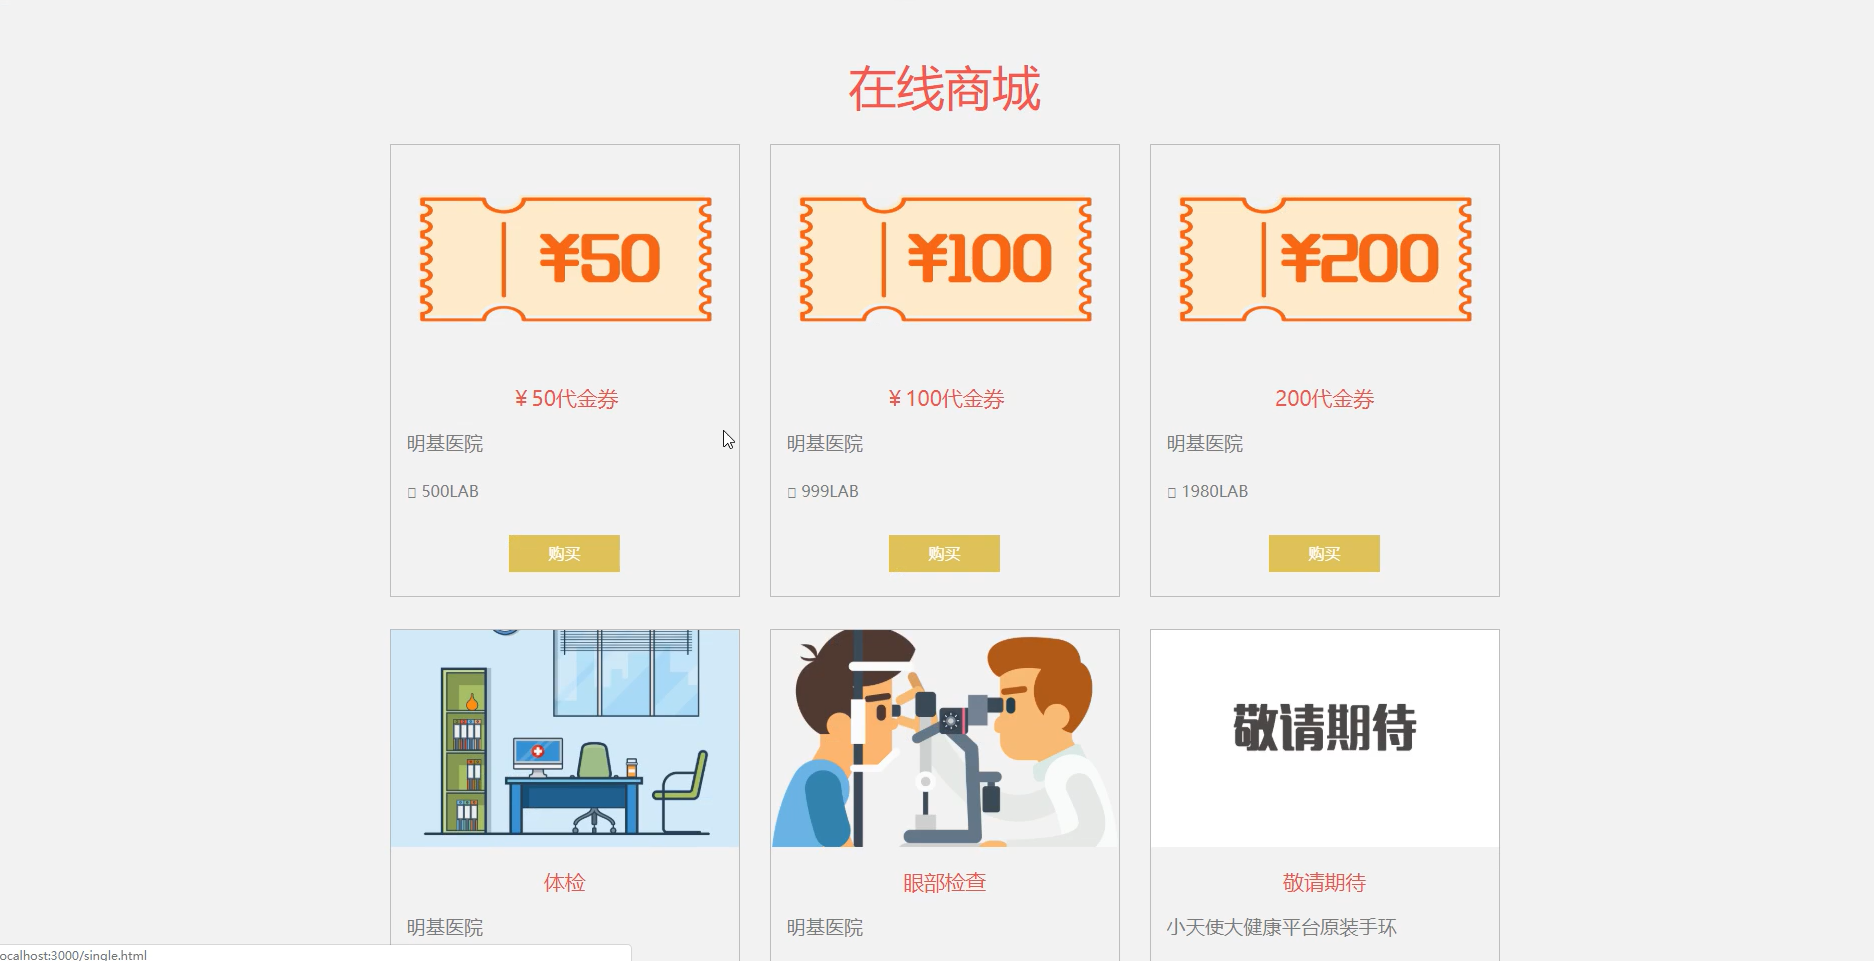 在线商城
¥50
¥100
¥200
¥ 50代金券
¥ 100代金券
200代金券
明基医院
明基医院
明基医院
500LAB
999LAB
1980LAB
购买
购买
购买
敬请期待
体检
眼部检查
敬请期待
明基医院
明基医院
小天使大健康平台原装手环
ocalhost:3000/single.html